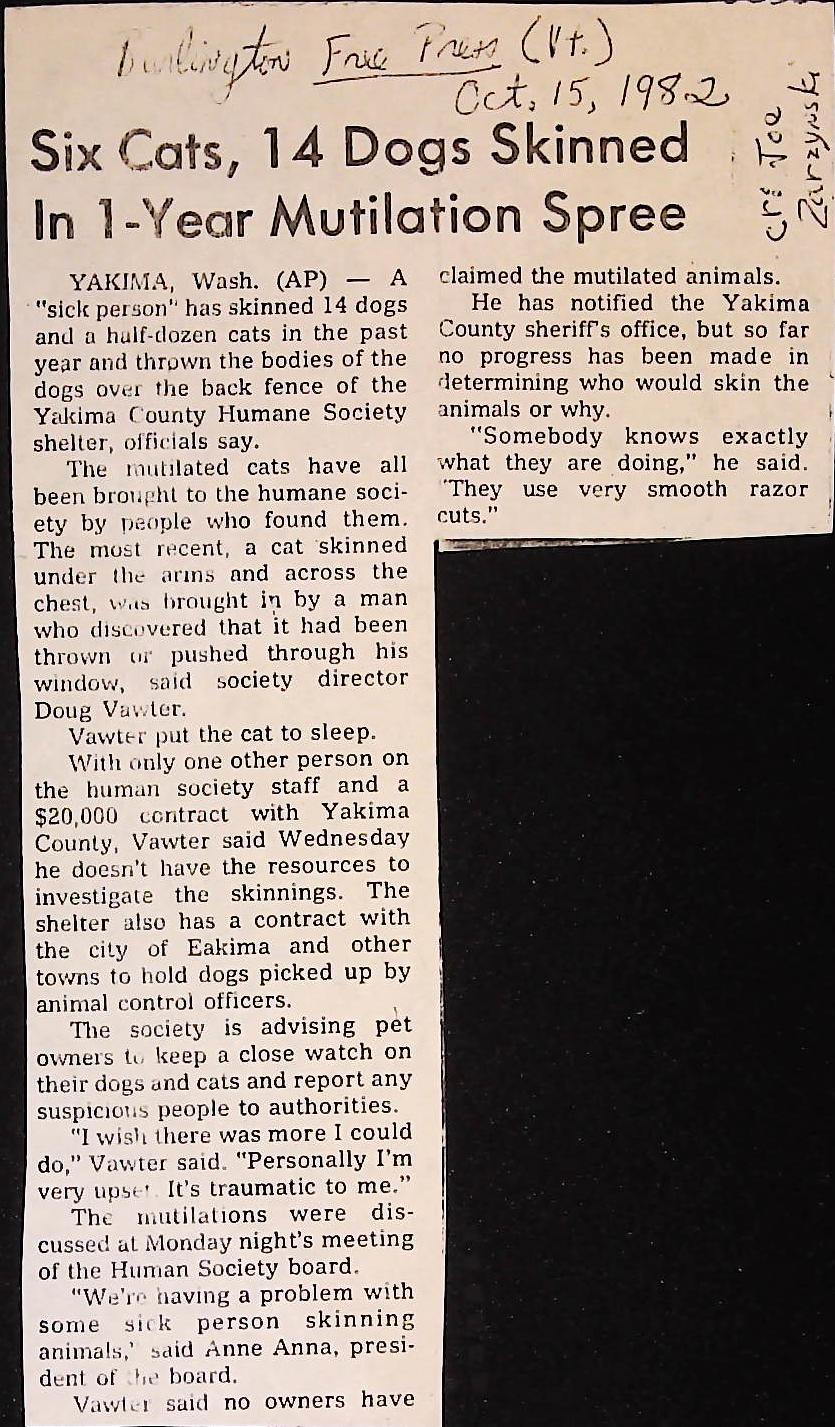 Burlington Free Press (Vt.)
Oct. 15, 1982
cr: Joe
Zarzynski
Six Cats, 14 Dogs Skinned
In 1-Year Mutilation Spree
YAKIMA, Wash. (AP) — A
"sick person" has skinned 14 dogs
and a half-dozen cats in the past
year and thrown the bodies of the
dogs over the back fence of the
Yakima County Humane Society
shelter, officials say.
The mutilated cats have all
been brought to the humane soci-
ety by people who found them.
The most recent, a cat skinned
under the arms and across the
chest, was brought in by a man
who discovered that it had been
thrown or pushed through his
window, said society director
Doug Vawter.
Vawter put the cat to sleep.
With only one other person on
the human society staff and a
$20,000 contract with Yakima
County, Vawter said Wednesday
he doesn't have the resources to
investigate the skinnings. The
shelter also has a contract with
the city of Eakima and other
towns to hold dogs picked up by
animal control officers.
The society is advising pet
owners to keep a close watch on
their dogs and cats and report any
suspicious people to authorities.
"I wish there was more I could
do," Vawter said. "Personally I'm
very upset. It's traumatic to me."
The mutilations were dis-
cussed at Monday night's meeting
of the Human Society board.
"We're having a problem with
some sick person skinning
animals,' said Anne Anna, presi-
dent of the board.
Vawter said no owners have
claimed the mutilated animals.
He has notified the Yakima
County sheriff's office, but so far
no progress has been made in
determining who would skin the
animals or why.
"Somebody knows exactly
what they are doing," he said.
'They use very smooth razor
cuts."